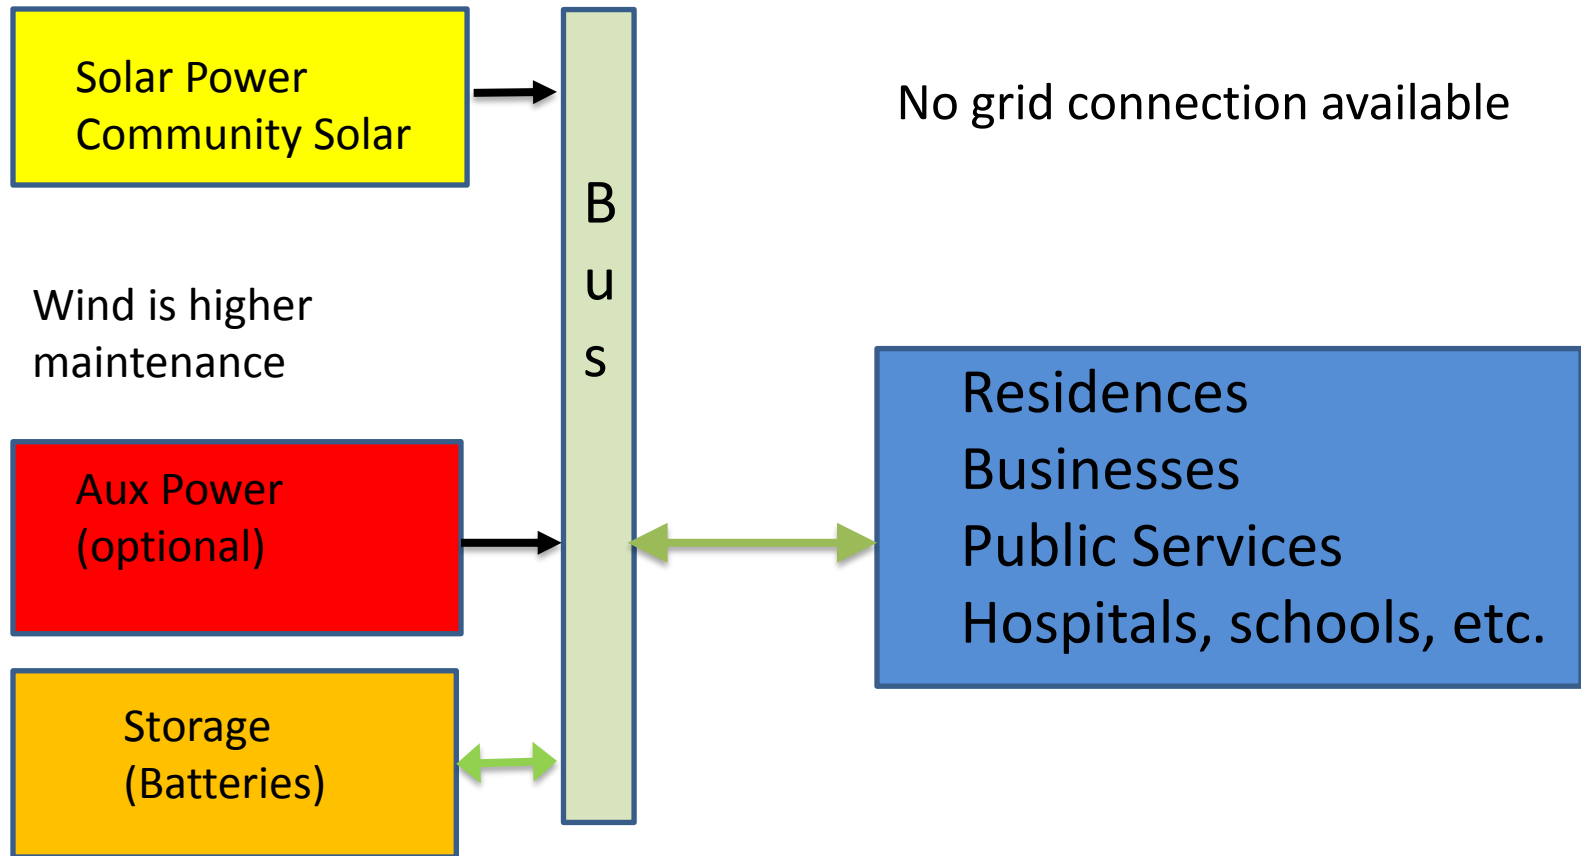 Solar Power
Community Solar
No grid connection available
B
u
s
Wind is higher
maintenance
Aux Power
(optional)
Residences
Businesses
Public Services
Hospitals, schools, etc.
Storage
(Batteries)